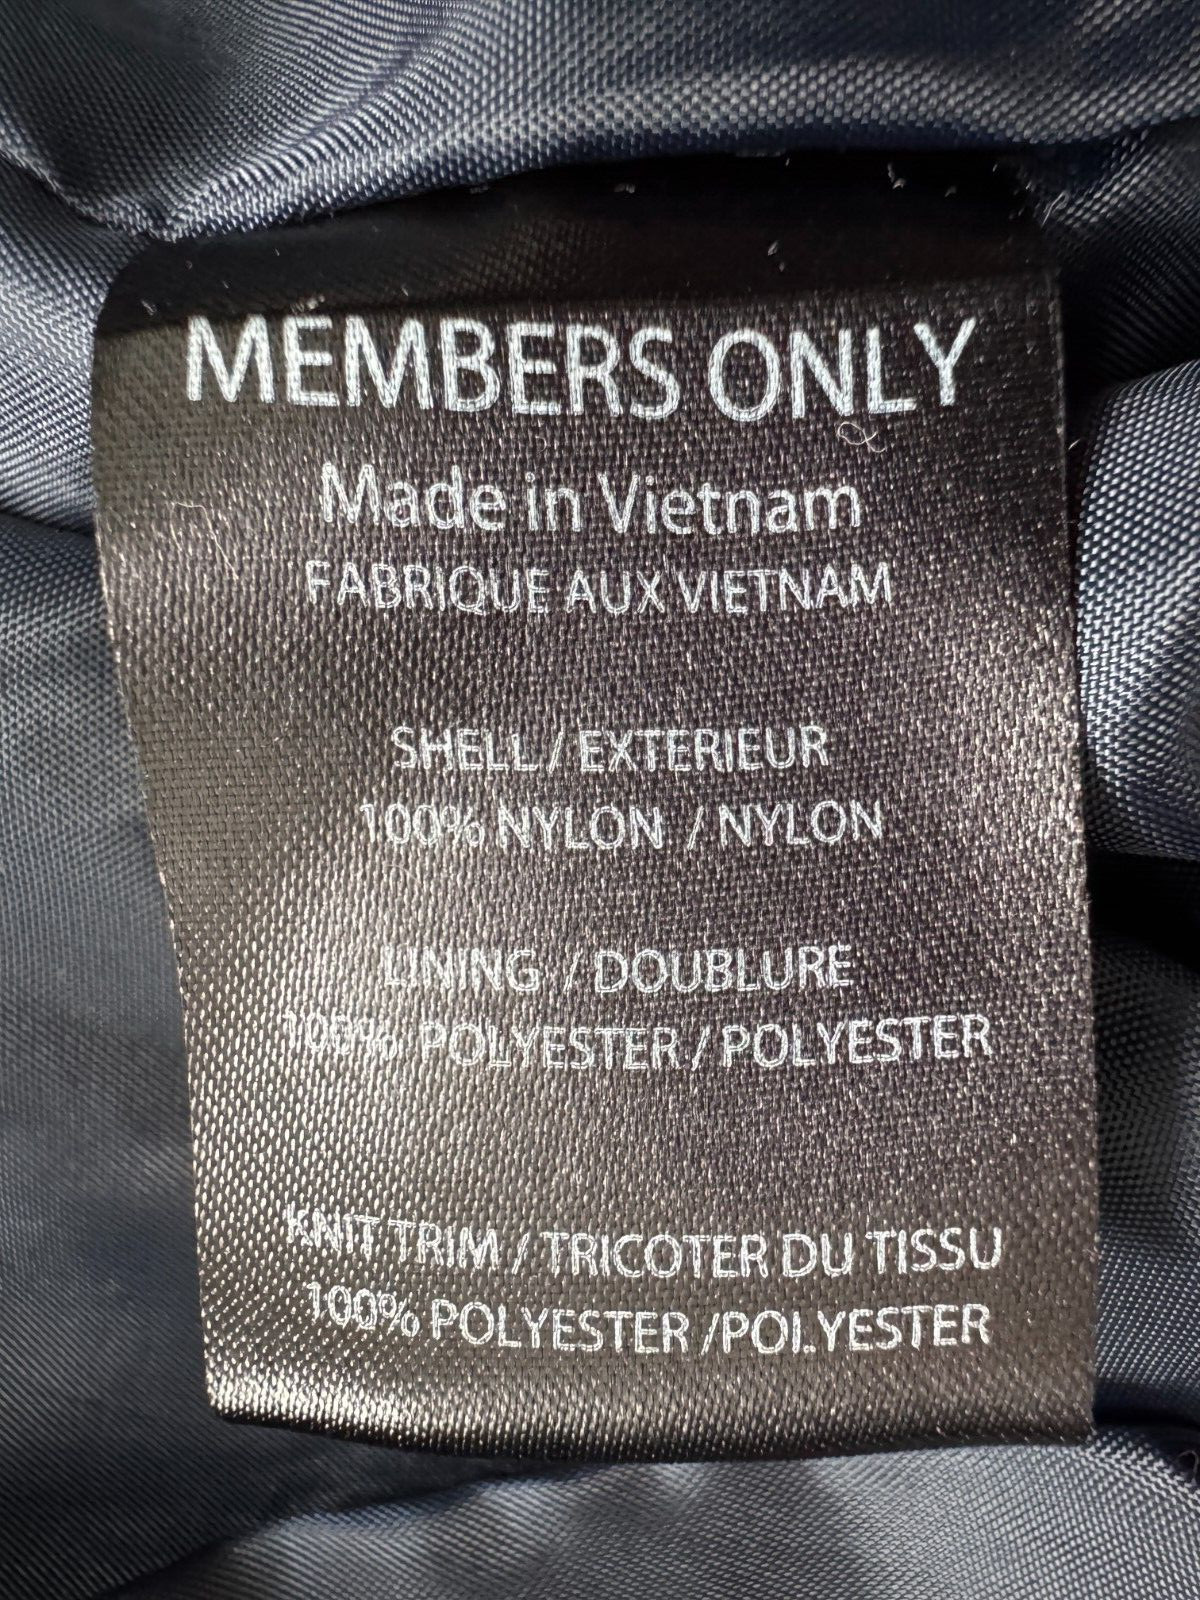 MEMBERS ONLY
Made in Vietnam
FABRIQUE AUX VIETNAM
SHELL / EXTERIEUR
100% NYLON / NYLON
LINING / DOUBLURE
100% POLYESTER / POLYESTER
KNIT TRIM / TRICOTER DU TISSU
100% POLYESTER /POLYESTER